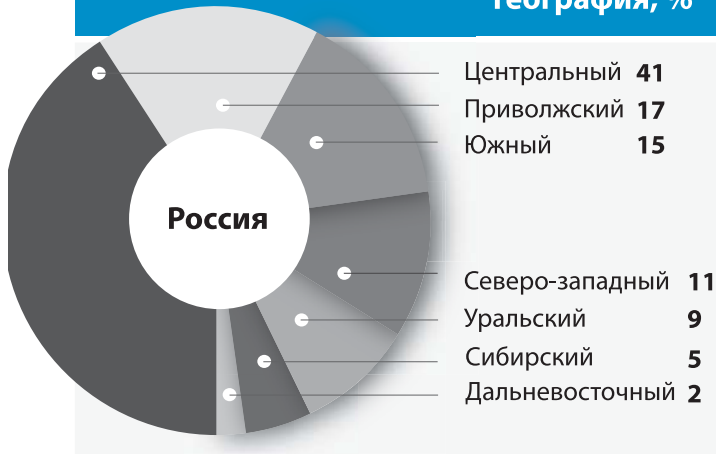 География, %
Центральный 41
Приволжский 17
Южный 15
Россия
Северо-западный 11
Уральский 9
Сибирский 5
Дальневосточный 2